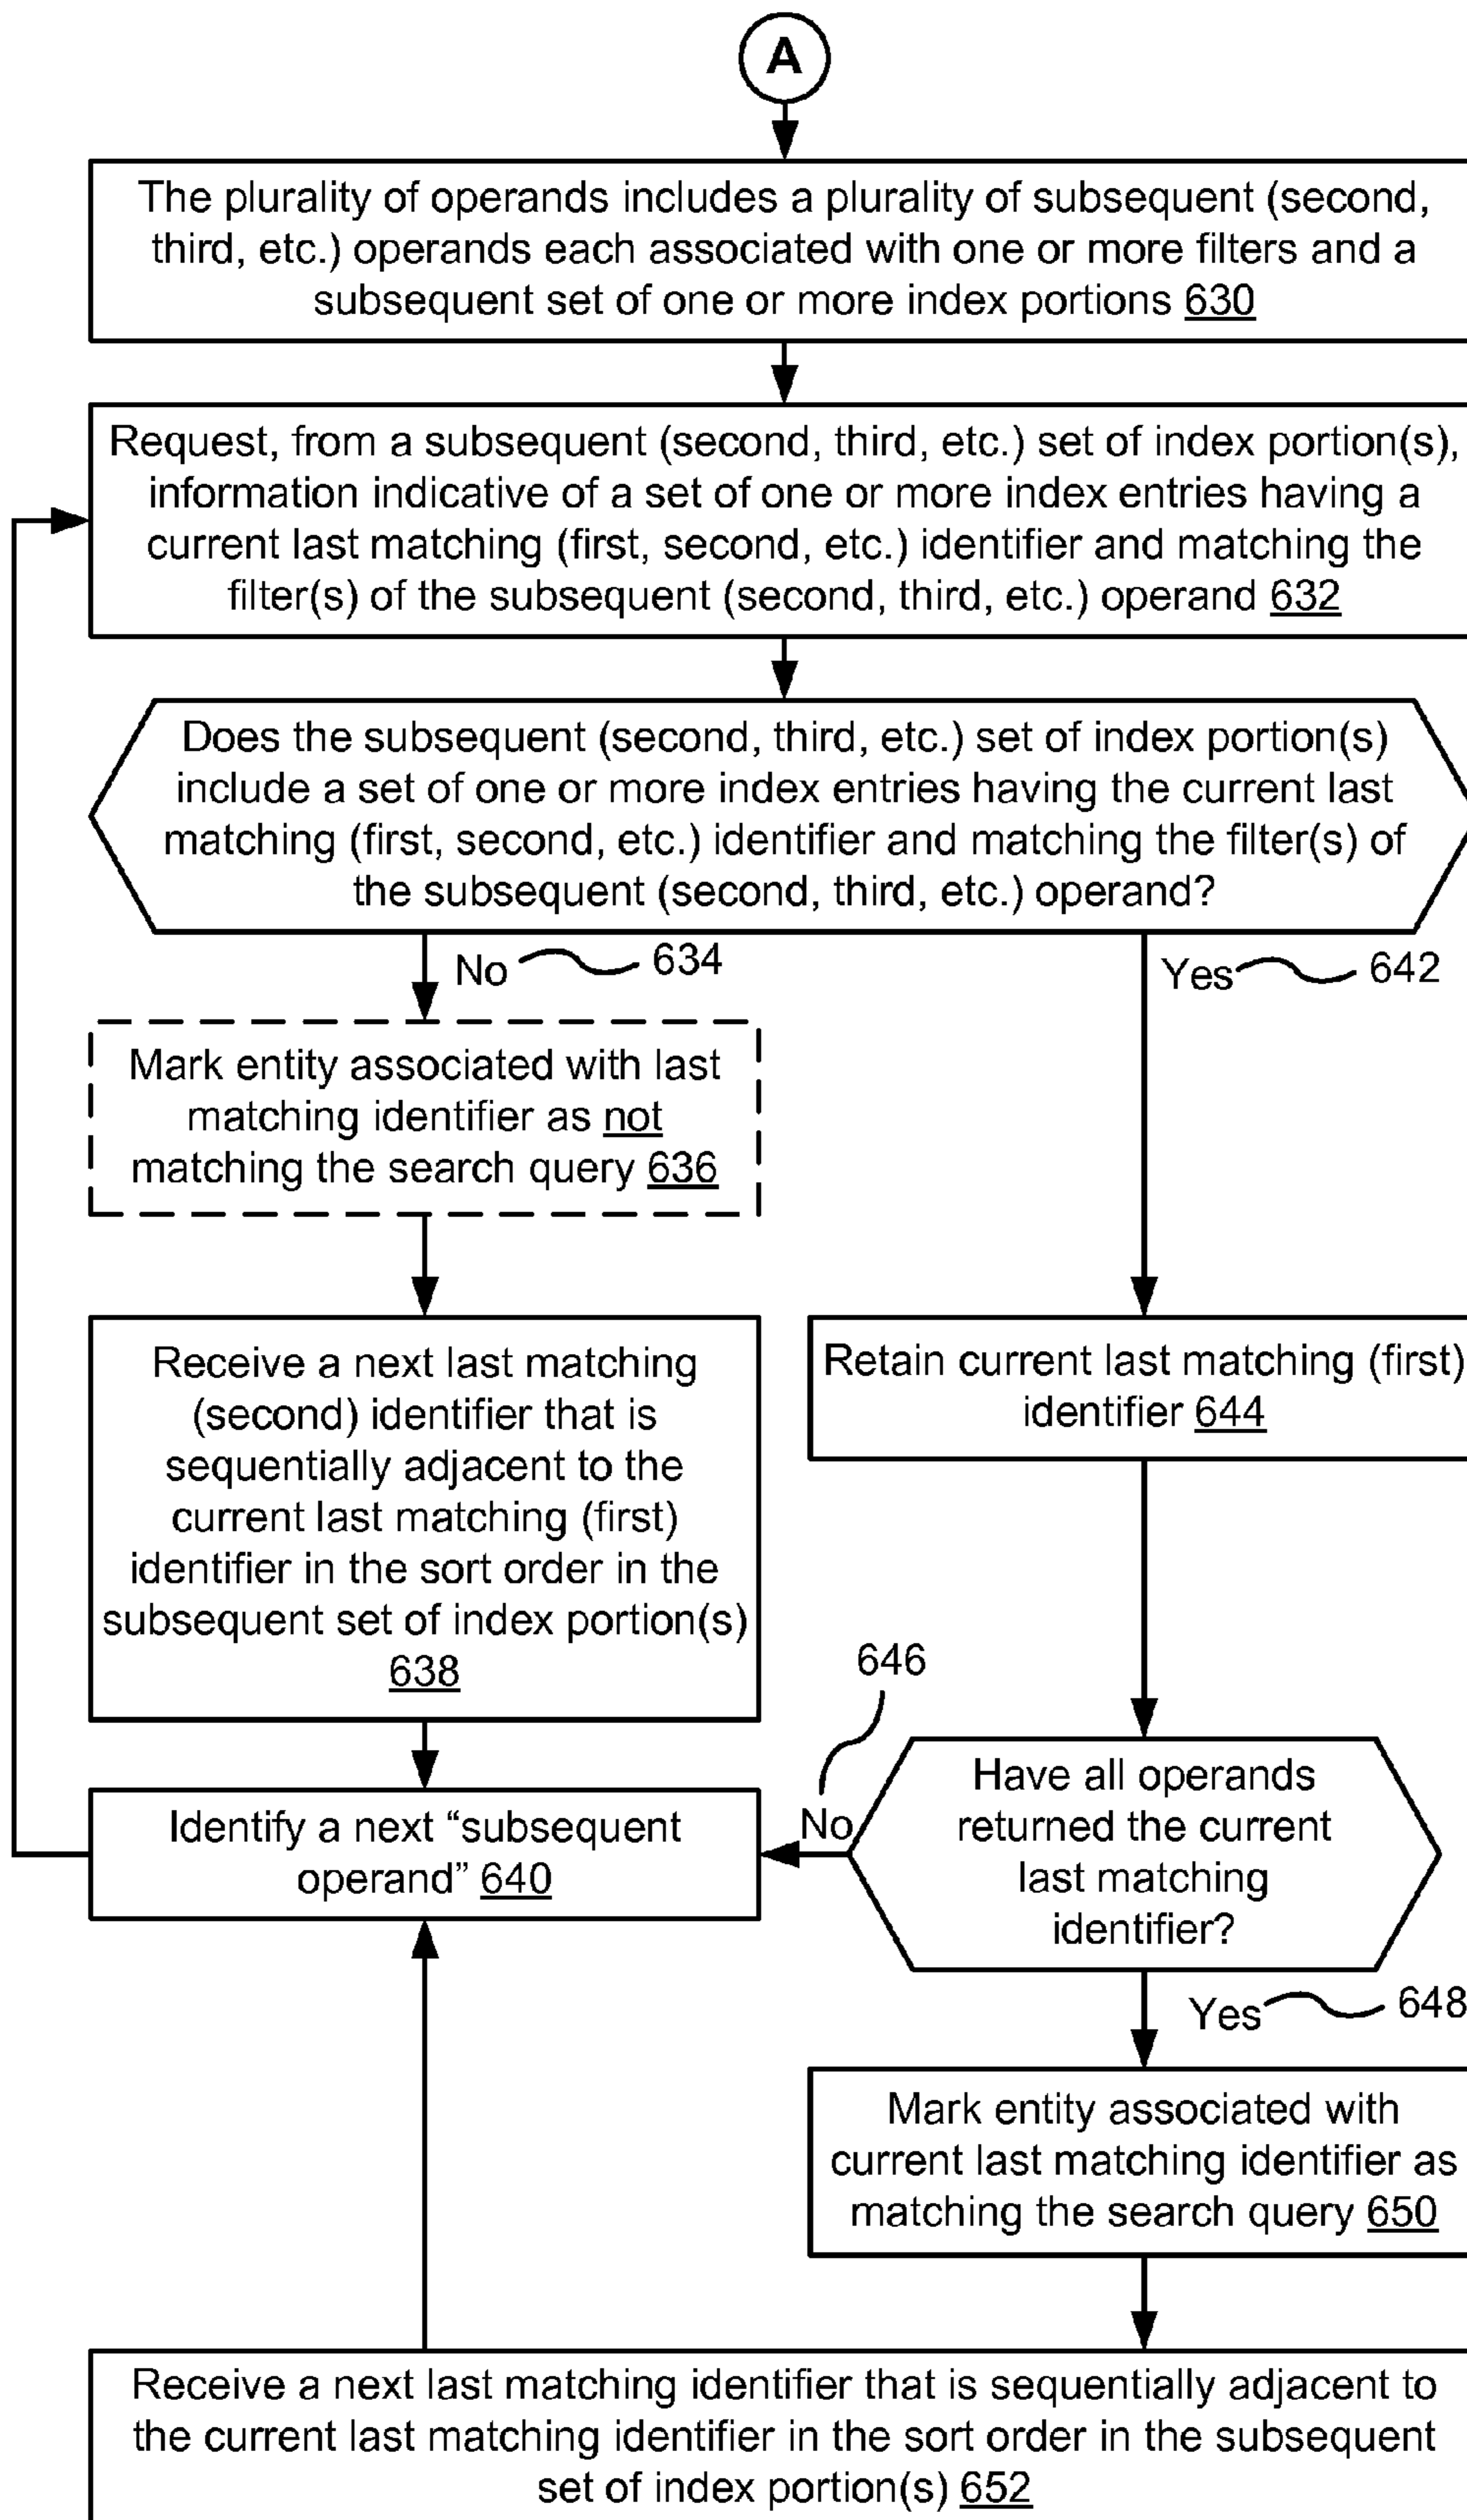 A
The plurality of operands includes a plurality of subsequent (second,
third, etc.) operands each associated with one or more filters and a
subsequent set of one or more index portions 630
Request, from a subsequent (second, third, etc.) set of index portion(s),
information indicative of a set of one or more index entries having a
current last matching (first, second, etc.) identifier and matching the
filter(s) of the subsequent (second, third, etc.) operand 632
Does the subsequent (second, third, etc.) set of index portion(s)
include a set of one or more index entries having the current last
matching (first, second, etc.) identifier and matching the filter(s) of
the subsequent (second, third, etc.) operand?
No 634
Yes 642
Mark entity associated with last
matching identifier as not
matching the search query 636
Receive a next last matching
(second) identifier that is
sequentially adjacent to the
current last matching (first)
identifier in the sort order in the
subsequent set of index portion(s)
638
Retain current last matching (first)
identifier 644
646
No
Have all operands
returned the current
last matching
identifier?
Identify a next “subsequent
operand” 640
Yes 648
Mark entity associated with
current last matching identifier as
matching the search query 650
Receive a next last matching identifier that is sequentially adjacent to
the current last matching identifier in the sort order in the subsequent
set of index portion(s) 652